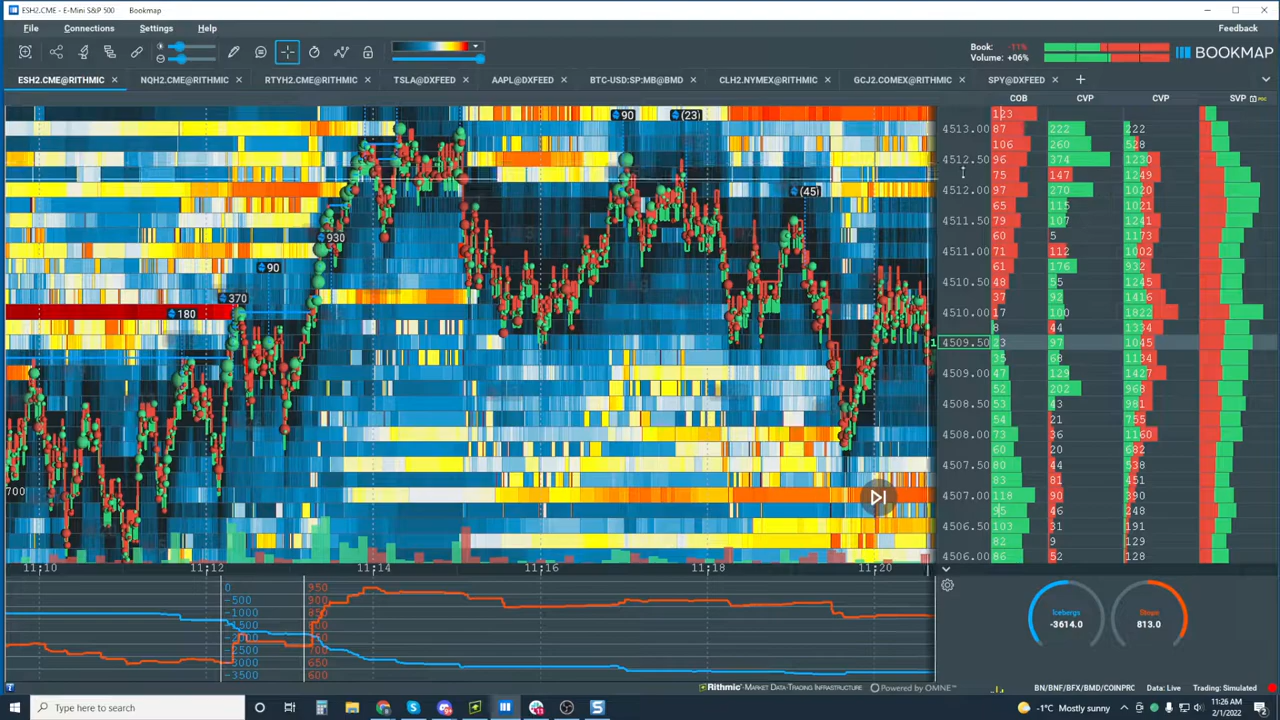 ESH2.CME - E-Mini S&P 500 Bookmap
File Connections Settings Help Feedback
Book: -11%
Volume: +06%
BOOKMAP
ESH2.CME@RITHMIC NQH2.CME@RITHMIC RTYH2.CME@RITHMIC TSLA@DXFEED AAPL@DXFEED BTC-USD:SP:MB@BMD CLH2.NYMEX@RITHMIC GCJ2.COMEX@RITHMIC SPY@DXFEED
COB CVP CVP SVP
90 (23) 123
4513.00 87 222 222
106 260 528
4512.50 96 374 1230
75 147 1249
(45) 4512.00 97 270 1020
65 115 1021
4511.50 79 107 1241
930 60 5 1173
4511.00 71 112 1002
90 61 176 932
4510.50 48 55 1245
370 37 92 1416
180 4510.00 17 100 1822
8 44 1334
1 4509.50 23 97 1045
35 68 1134
4509.00 47 129 1427
52 202 968
4508.50 53 43 981
54 21 755
4508.00 73 36 1160
60 20 682
4507.50 80 44 538
83 81 451
700 4507.00 118 90 390
95 46 248
4506.50 103 31 191
82 9 129
4506.00 86 52 128
11:10 11:12 11:14 11:16 11:18 11:20
0 950
-500 900
-1000 850
-3000 650
-3500 600
Icebergs
-3614.0
Stops
813.0
Rithmic-MARKET DATA-TRADING INFRASTRUCTURE Powered by OMNE BN/BNF/BFX/BMD/COINPRC Data: Live Trading: Simulated
Type here to search
-1°C Mostly sunny
11:26 AM
2/1/2022